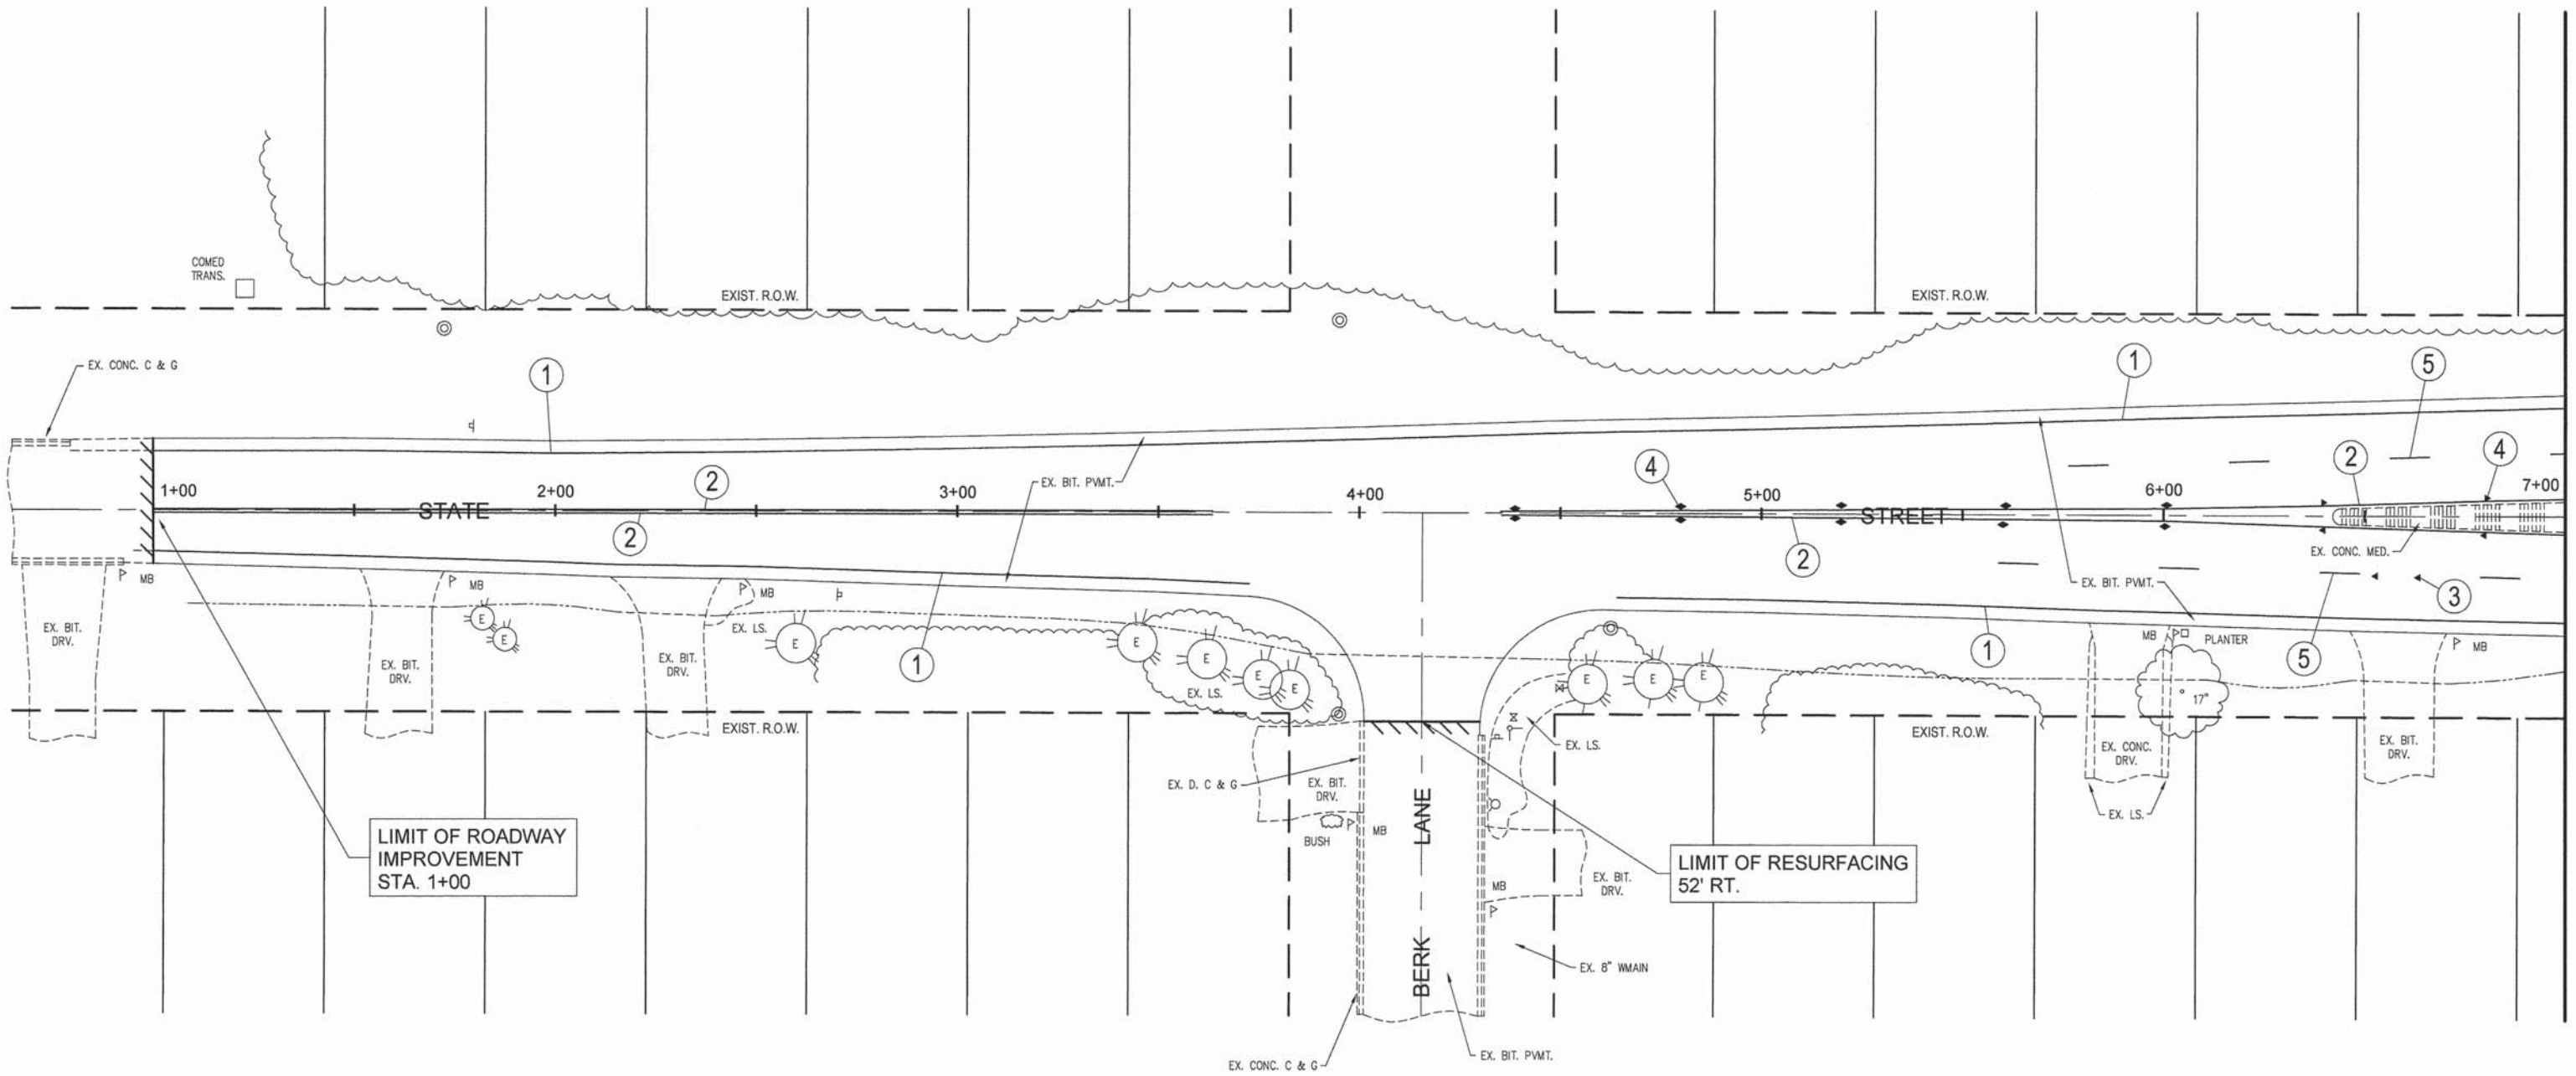 COMED
TRANS.
EXIST. R.O.W.
EXIST. R.O.W.
EX. CONC. C & G
1
1
5
2
4
2
4
EX. BIT. PVMT.
1+00
2+00
3+00
4+00
5+00
6+00
7+00
STATE
STREET
2
2
EX. CONC. MED.
EX. BIT. PVMT.
3
MB
MB
MB
EX. BIT.
DRV.
E
E
EX. LS.
E
E
E
E
E
E
E
E
EX. LS.
EX. BIT.
DRV.
EX. BIT.
DRV.
1
1
5
MB
PLANTER
MB
17"
EXIST. R.O.W.
EXIST. R.O.W.
EX. LS.
EX. CONC.
DRV.
EX. BIT.
DRV.
EX. LS.
EX. D. C & G
EX. BIT.
DRV.
MB
BUSH
LIMIT OF ROADWAY
IMPROVEMENT
STA. 1+00
BERK LANE
LIMIT OF RESURFACING
52' RT.
MB
EX. BIT.
DRV.
EX. 8" WMAIN
EX. CONC. C & G
EX. BIT. PVMT.